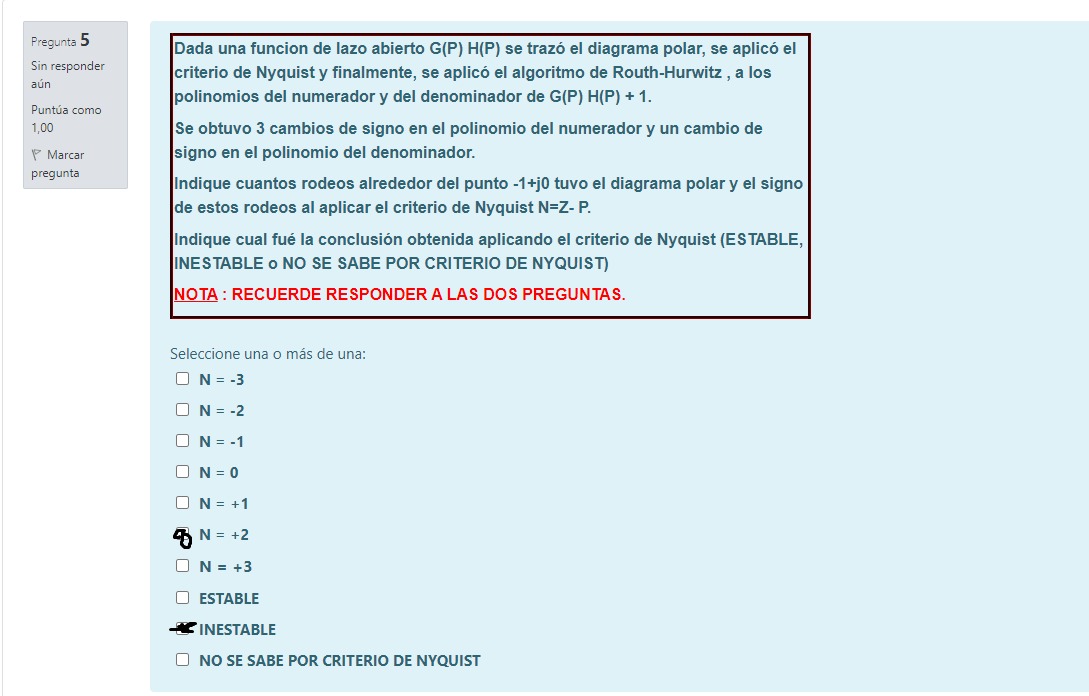 Pregunta 5
Sin responder
aún
Puntúa como
1,00
Marcar
pregunta
Dada una funcion de lazo abierto G(P) H(P) se trazó el diagrama polar, se aplicó el
criterio de Nyquist y finalmente, se aplicó el algoritmo de Routh-Hurwitz , a los
polinomios del numerador y del denominador de G(P) H(P) + 1.
Se obtuvo 3 cambios de signo en el polinomio del numerador y un cambio de
signo en el polinomio del denominador.
Indique cuantos rodeos alrededor del punto -1+j0 tuvo el diagrama polar y el signo
de estos rodeos al aplicar el criterio de Nyquist N=Z- P.
Indique cual fué la conclusión obtenida aplicando el criterio de Nyquist (ESTABLE,
INESTABLE o NO SE SABE POR CRITERIO DE NYQUIST)
NOTA : RECUERDE RESPONDER A LAS DOS PREGUNTAS.
Seleccione una o más de una:
N = -3
N = -2
N = -1
N = 0
N = +1
N = +2
N = +3
ESTABLE
INESTABLE
NO SE SABE POR CRITERIO DE NYQUIST